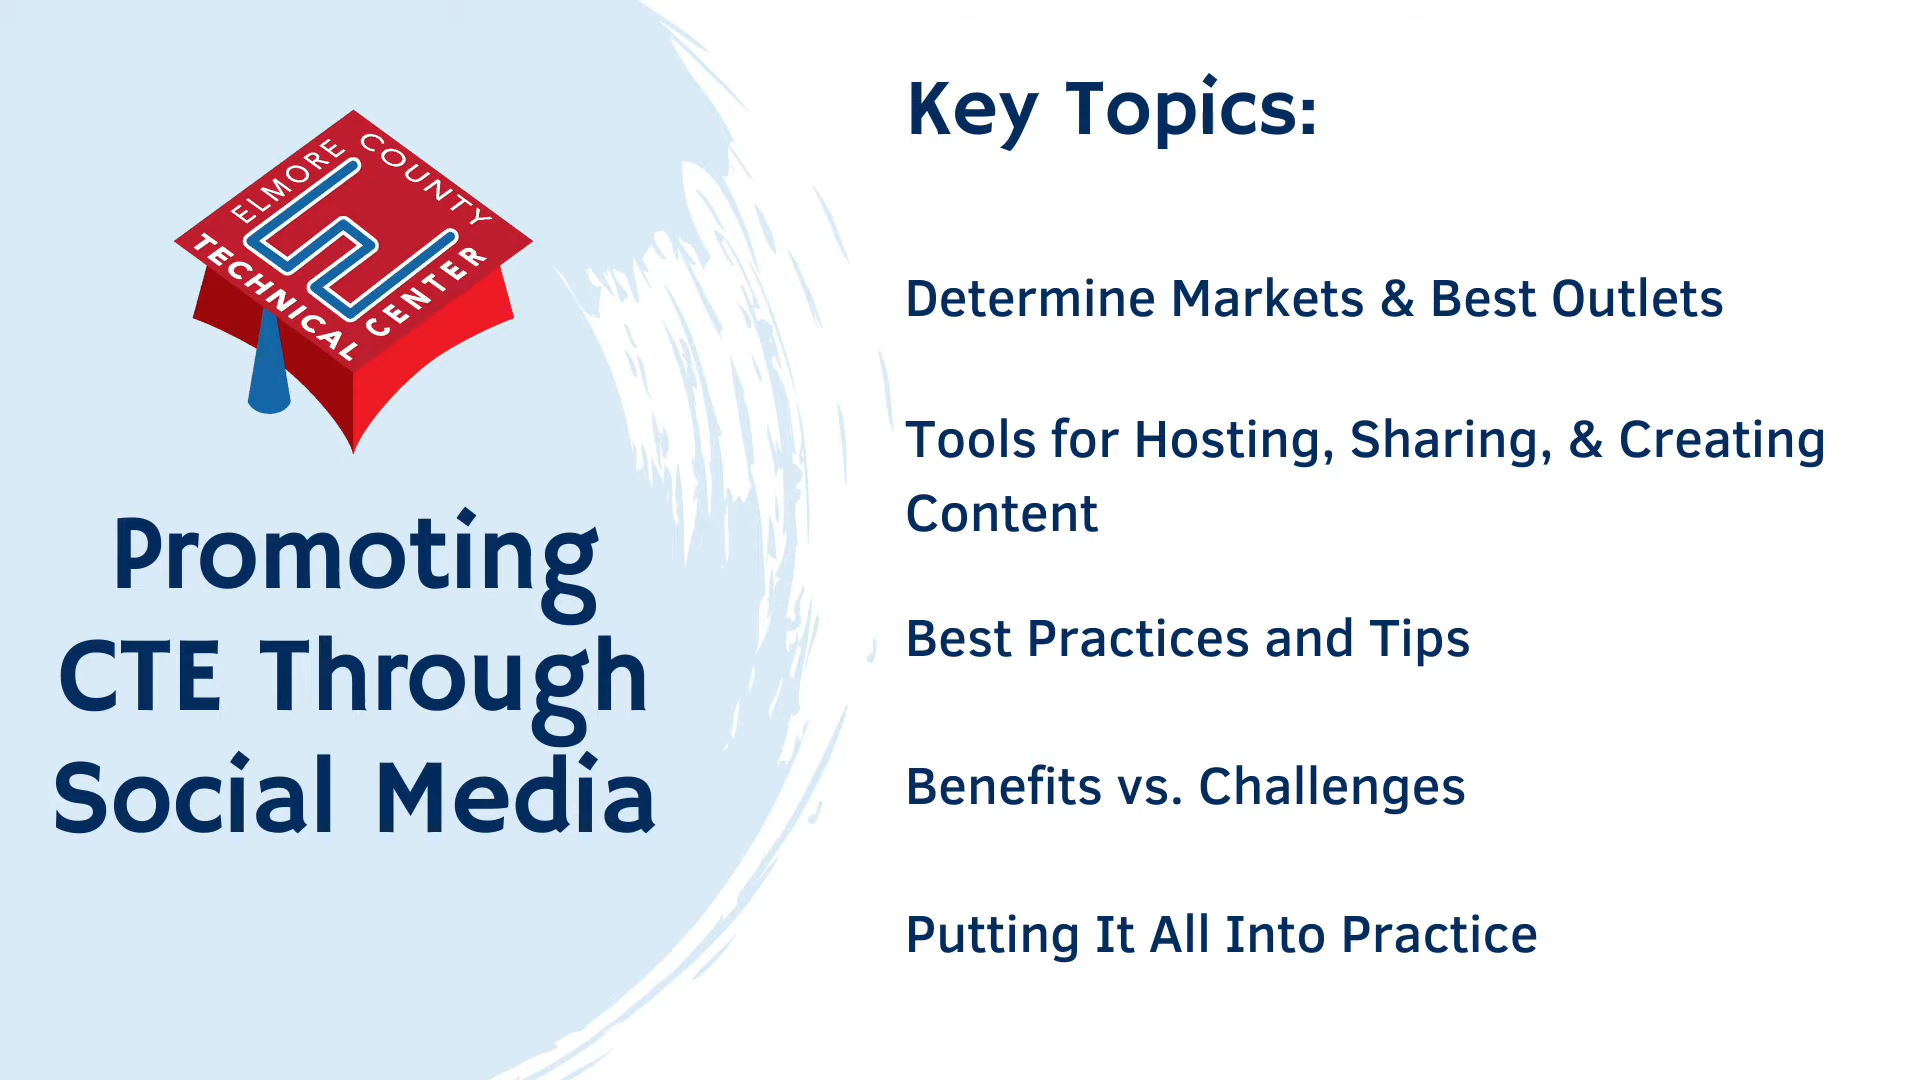 ELMORE COUNTY
TECHNICAL CENTER
Promoting
CTE Through
Social Media
Key Topics:
Determine Markets & Best Outlets
Tools for Hosting, Sharing, & Creating
Content
Best Practices and Tips
Benefits vs. Challenges
Putting It All Into Practice